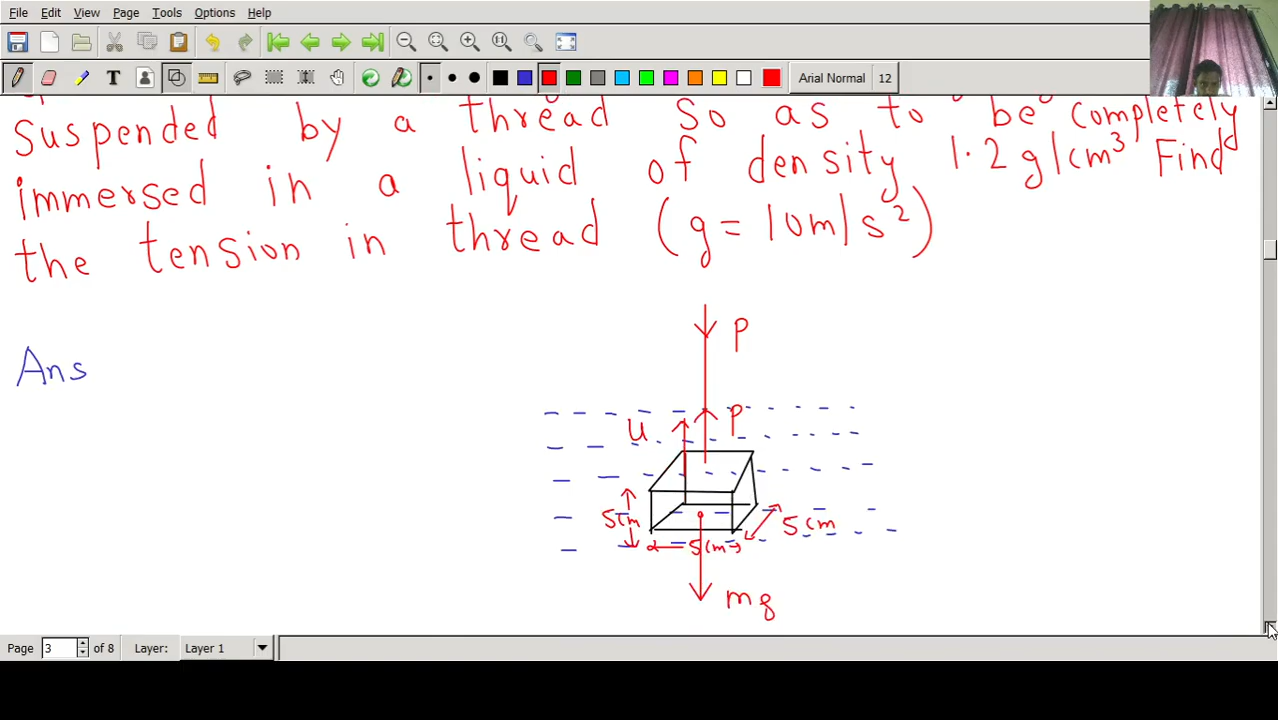 File Edit View Page Tools Options Help
Arial Normal 12
Suspended by a thread so as to be completely
immersed in a liquid of density 1.2 g/cm³ Find
the tension in thread (g = 10m/s²)
P
Ans
P
U
5cm
5cm
5cm
mg
Page 3 of 8 Layer: Layer 1